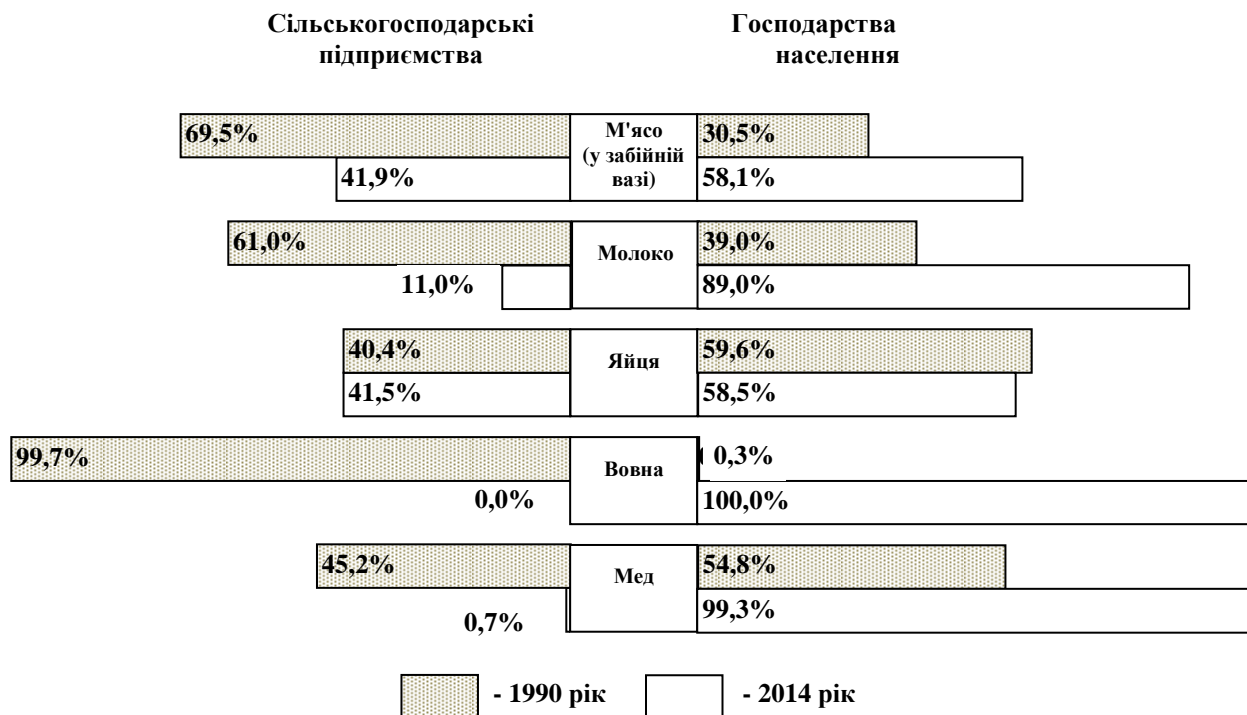 Сільськогосподарські
підприємства
Господарства
населення
69,5%
М'ясо
(у забійній
вазі)
30,5%
41,9%
58,1%
61,0%
Молоко
39,0%
11,0%
89,0%
40,4%
Яйця
59,6%
41,5%
58,5%
99,7%
Вовна
0,3%
0,0%
100,0%
45,2%
Мед
54,8%
0,7%
99,3%
- 1990 рік
- 2014 рік